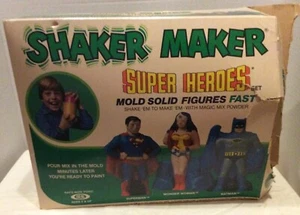 SHAKER MAKER
SUPER HEROES SET
MOLD SOLID FIGURES FAST
SHAKE 'EM TO MAKE 'EM - WITH MAGIC MIX POWDER
POUR MIX IN THE MOLD
MINUTES LATER
YOU'RE READY TO PAINT!
IDEAL
SUPERMAN
WONDER WOMAN
BATMAN